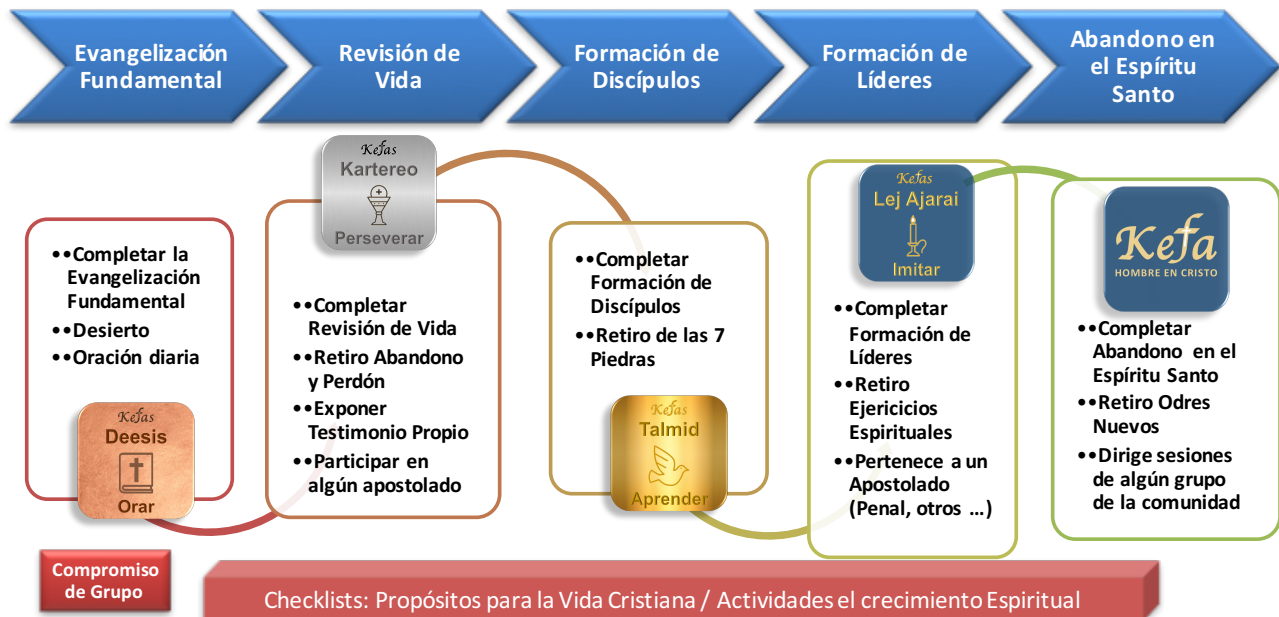 Evangelización
Fundamental
Revisión de
Vida
Formación de
Discípulos
Formación de
Líderes
Abandono en
el Espíritu
Santo
••Completar la
Evangelización
Fundamental
••Desierto
••Oración diaria
Kefas
Deesis
Orar
Kefas
Kartereo
Perseverar
••Completar
Revisión de Vida
••Retiro Abandono
y Perdón
••Exponer
Testimonio Propio
••Participar en
algún apostolado
••Completar
Formación de
Discípulos
••Retiro de las 7
Piedras
Kefas
Talmid
Aprender
Kefas
Lej Ajarai
Imitar
••Completar
Formación de
Líderes
••Retiro
Ejericicios
Espirituales
••Pertenece a un
Apostolado
(Penal, otros ...)
Kefa
HOMBRE EN CRISTO
••Completar
Abandono en el
Espíritu Santo
••Retiro Odres
Nuevos
••Dirige sesiones
de algún grupo
de la comunidad
Compromiso
de Grupo
Checklists: Propósitos para la Vida Cristiana / Actividades el crecimiento Espiritual